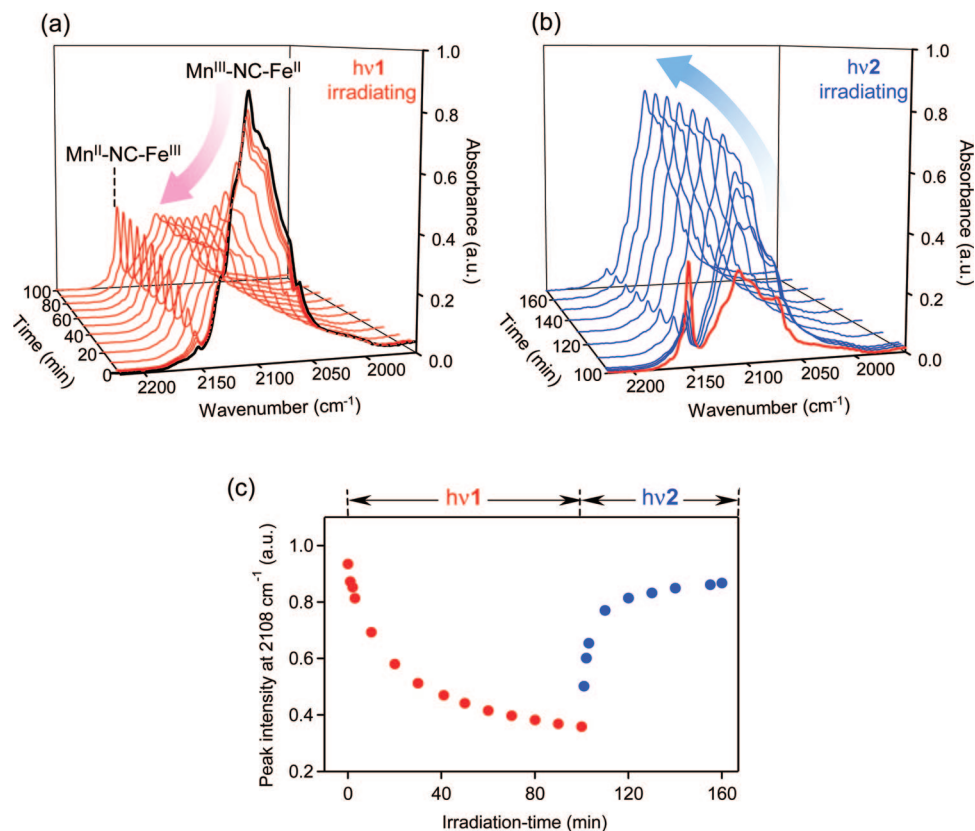 (a)
Mn^III-NC-Fe^II
hν1
irradiating
Mn^II-NC-Fe^III
1.0
0.8
0.6
0.4
0.2
0.0
Absorbance (a.u.)
100
80
60
40
20
0
Time (min)
2200
2150
2100
2050
2000
Wavenumber (cm^-1)
(b)
hν2
irradiating
1.0
0.8
0.6
0.4
0.2
0.0
Absorbance (a.u.)
160
140
120
100
Time (min)
2200
2150
2100
2050
2000
Wavenumber (cm^-1)
(c)
hν1
hν2
Peak intensity at 2108 cm^-1 (a.u.)
1.0
0.8
0.6
0.4
0.2
0
40
80
120
160
Irradiation-time (min)